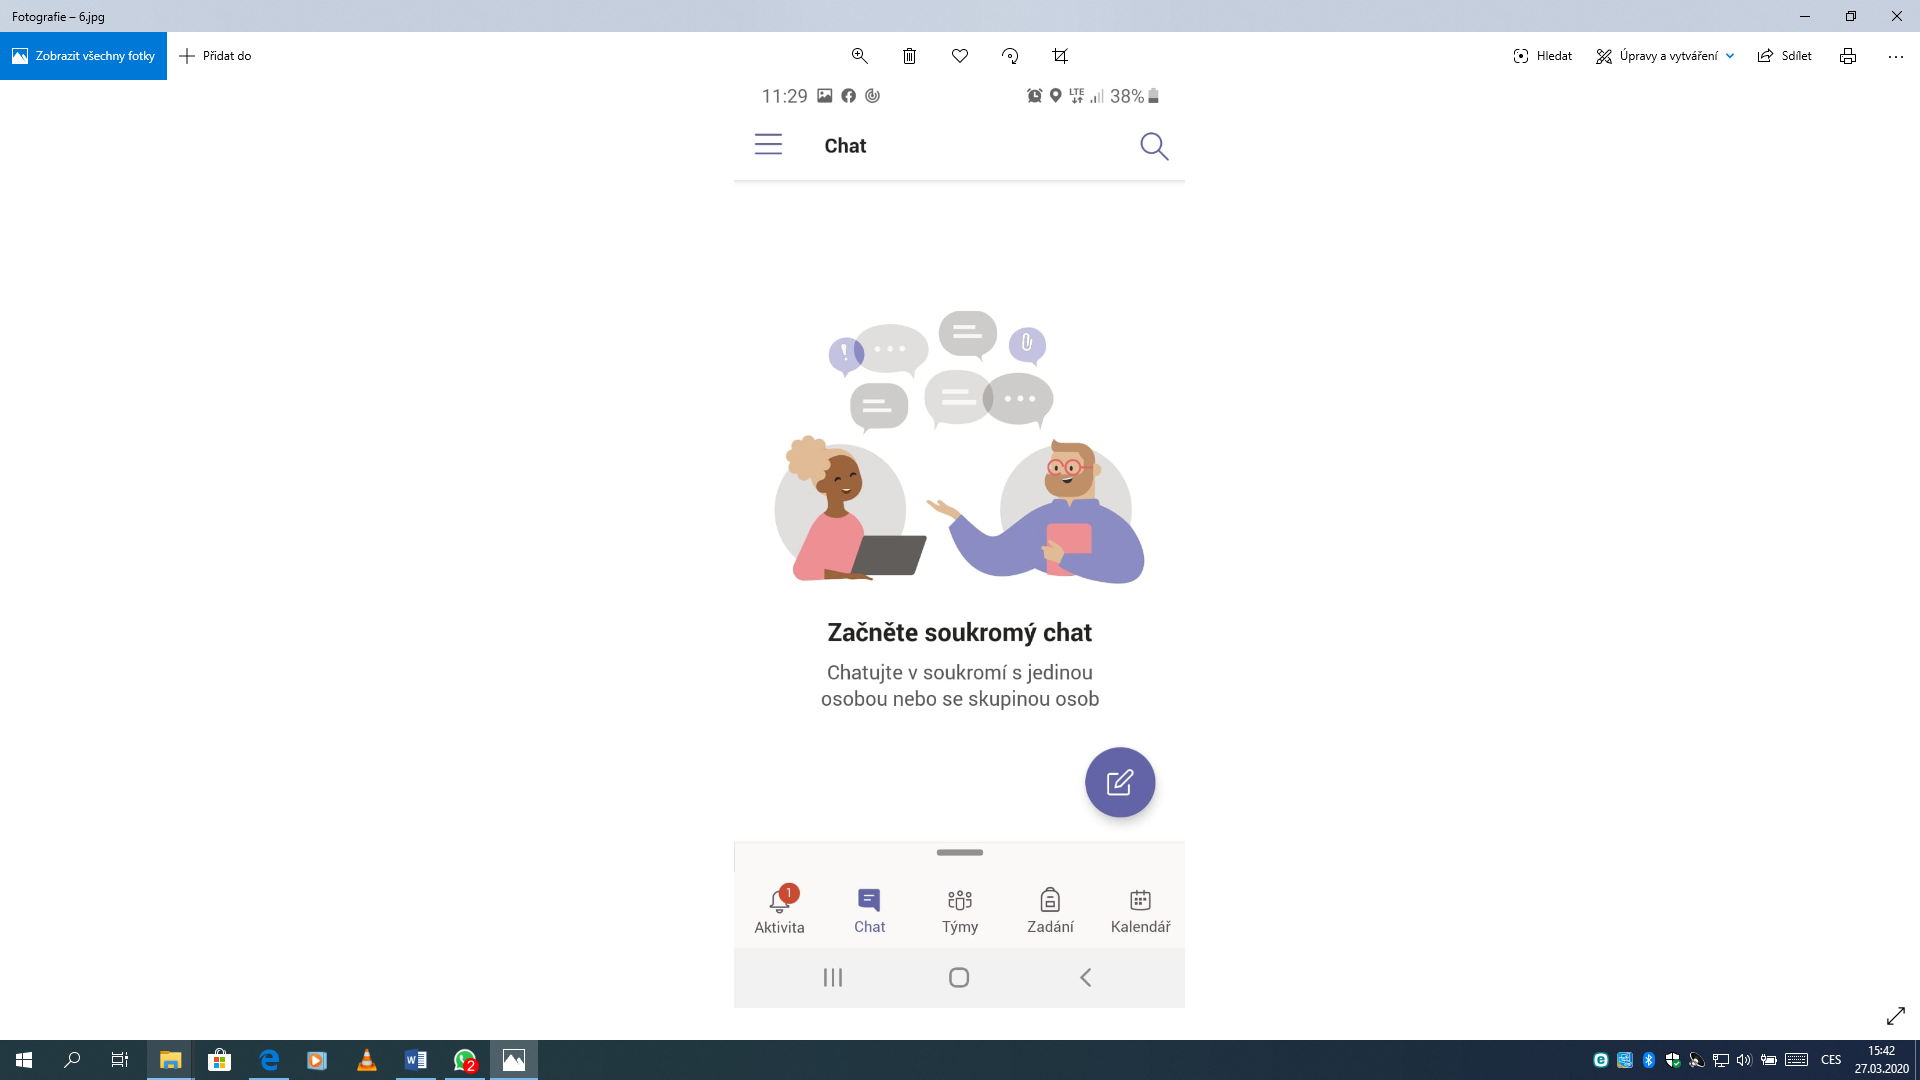 Fotografie – 6.jpg
Zobrazit všechny fotky
Přidat do
Hledat
Úpravy a vytváření
Sdílet
11:29
LTE
38%
Chat
Začněte soukromý chat
Chatujte v soukromí s jedinou
osobou nebo se skupinou osob
1
Aktivita
Chat
Týmy
Zadání
Kalendář
2
CES
15:42
27.03.2020